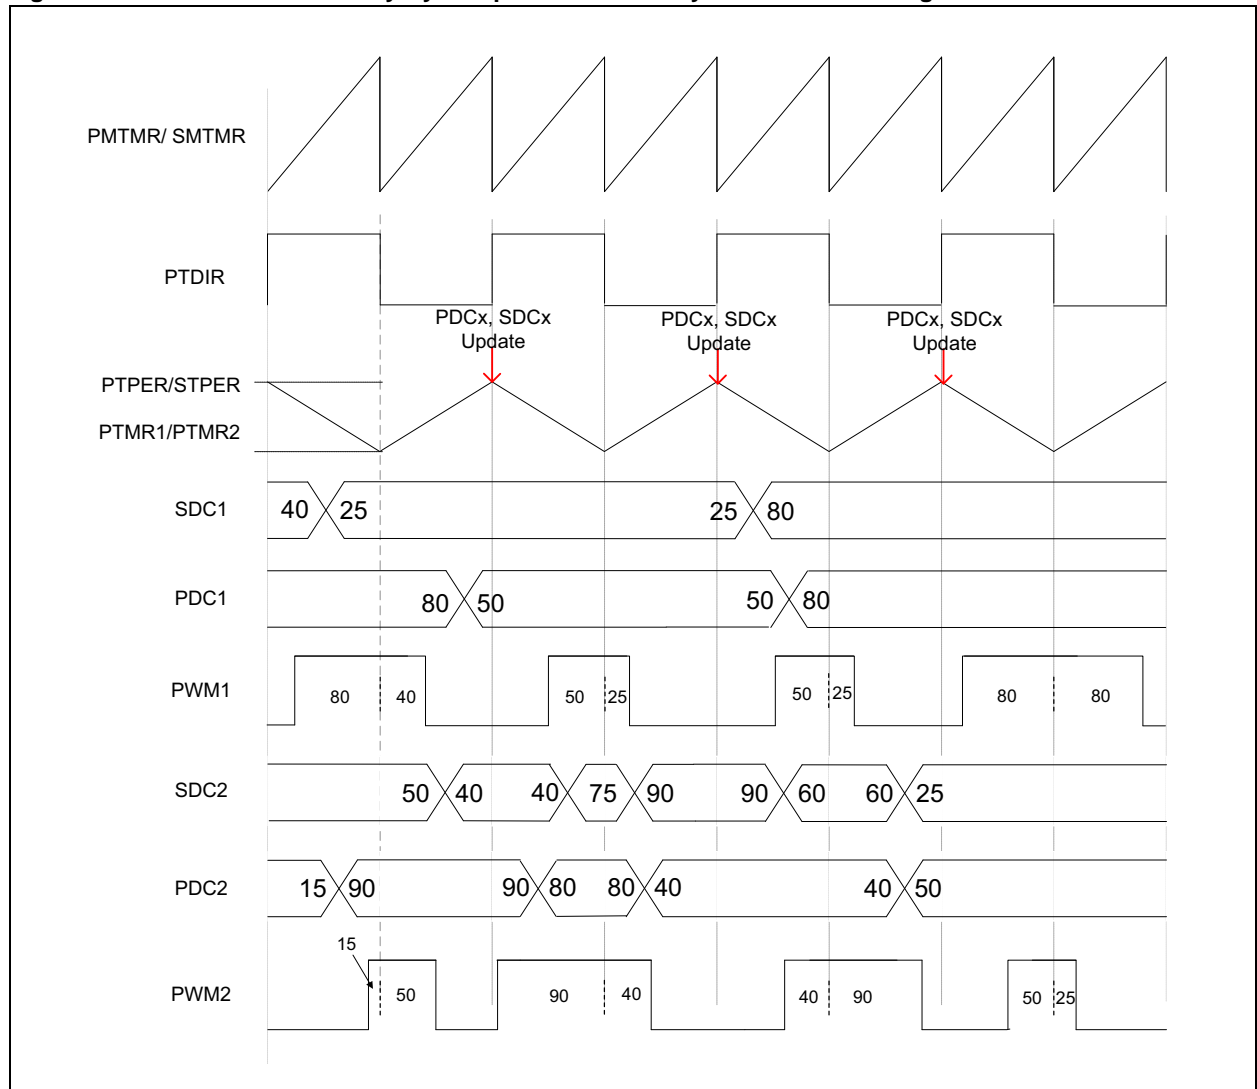 PMTMR/ SMTMR
PTDIR
PDCx, SDCx
Update
PDCx, SDCx
Update
PDCx, SDCx
Update
PTPER/STPER
PTMR1/PTMR2
SDC1 40 25 25 80
PDC1 80 50 50 80
PWM1 80 40 50 25 50 25 80 80
SDC2 50 40 40 75 90 90 60 60 25
PDC2 15 90 90 80 80 40 40 50
15
PWM2 50 90 40 40 90 50 25